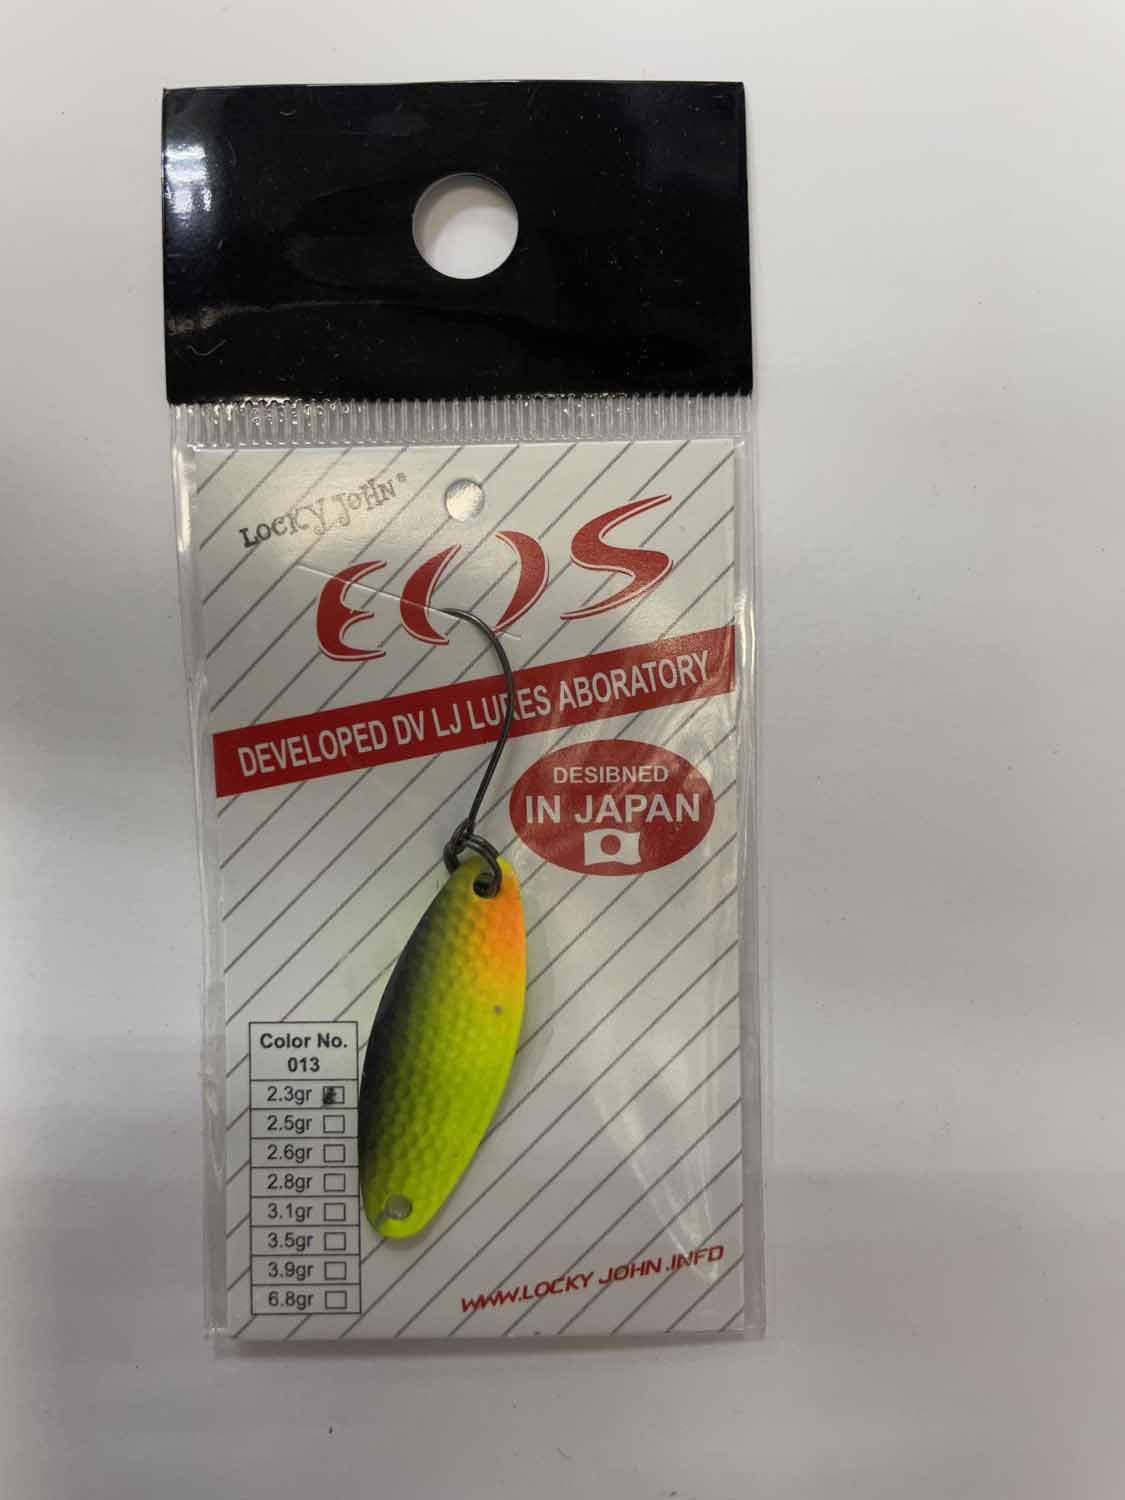 LOCKY JOHN®
EOS
DEVELOPED DV LJ LURES ABORATORY
DESIBNED
IN JAPAN
Color No.
013
2.3gr
2.5gr
2.6gr
2.8gr
3.1gr
3.5gr
3.9gr
6.8gr
WWW.LOCKY JOHN.INFD